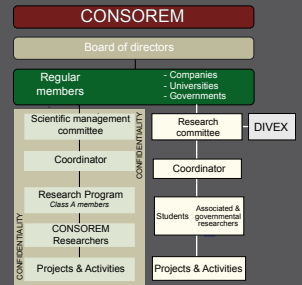 CONSOREM
Board of directors
Regular
members
- Companies
- Universities
- Governments
CONFIDENTIALITY
Scientific management
committee
Coordinator
Research Program
Class A members
CONSOREM
Researchers
Projects & Activities
CONFIDENTIALITY
Research
committee
DIVEX
Coordinator
Students
Associated &
governmental
researchers
Projects & Activities